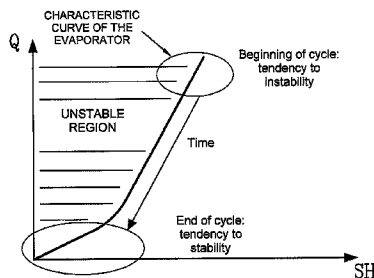 CHARACTERISTIC
CURVE OF THE
EVAPORATOR
Q
Beginning of cycle:
tendency to
instability
UNSTABLE
REGION
Time
End of cycle:
tendency to
stability
SH